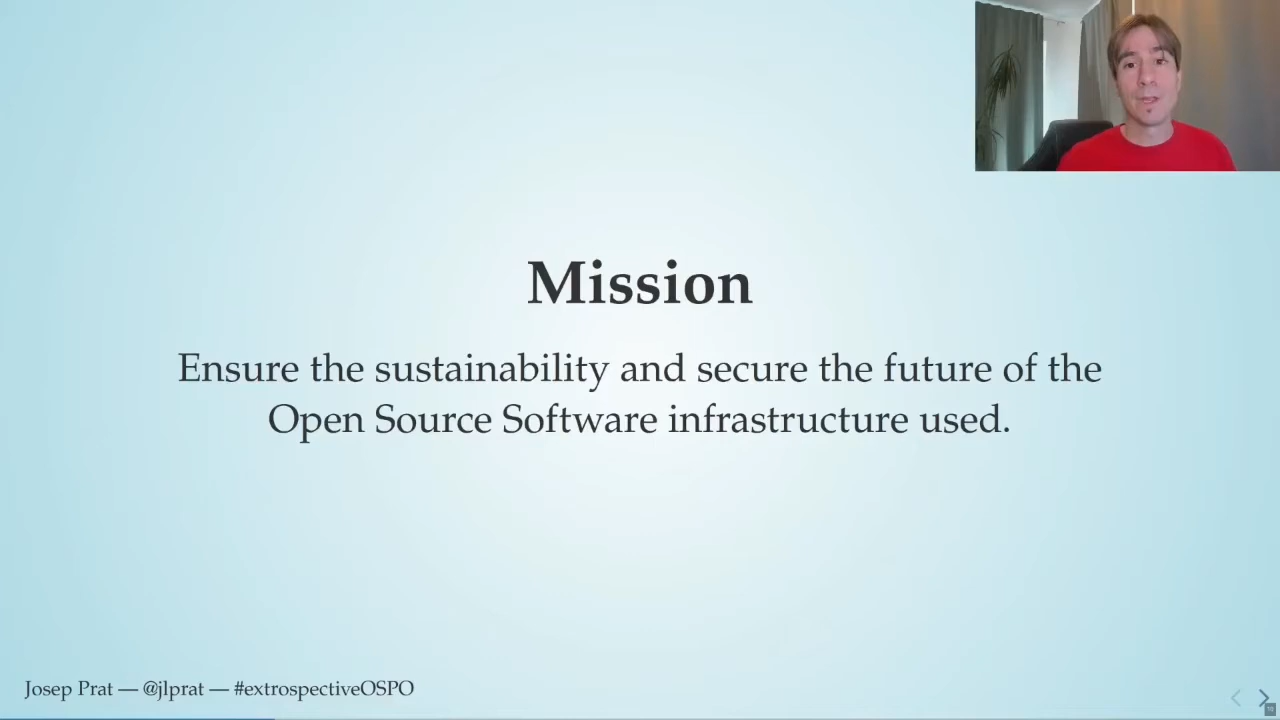 Mission
Ensure the sustainability and secure the future of the
Open Source Software infrastructure used.
Josep Prat — @jlprat — #extrospectiveOSPO